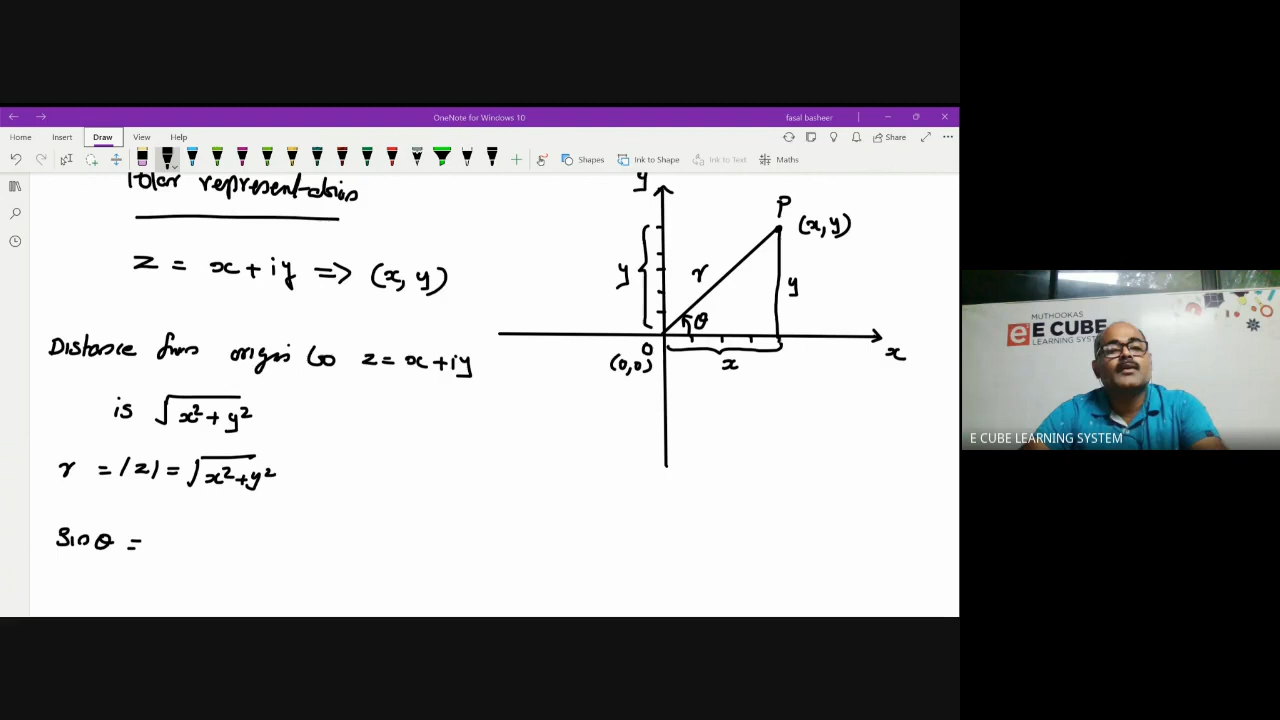 OneNote for Windows 10
fasal basheer
Home Insert Draw View Help
Share
Shapes Ink to Shape Ink to Text Maths
Polar representation
z = x + iy => (x, y)
Distance from origin to z = x + iy
is √x² + y²
r = |z| = √x² + y²
Sin θ =
y
P
(x, y)
y
r
y
θ
O
(0,0)
x
x
MUTHOOKAS
e E CUBE
LEARNING SYSTEM
E CUBE LEARNING SYSTEM